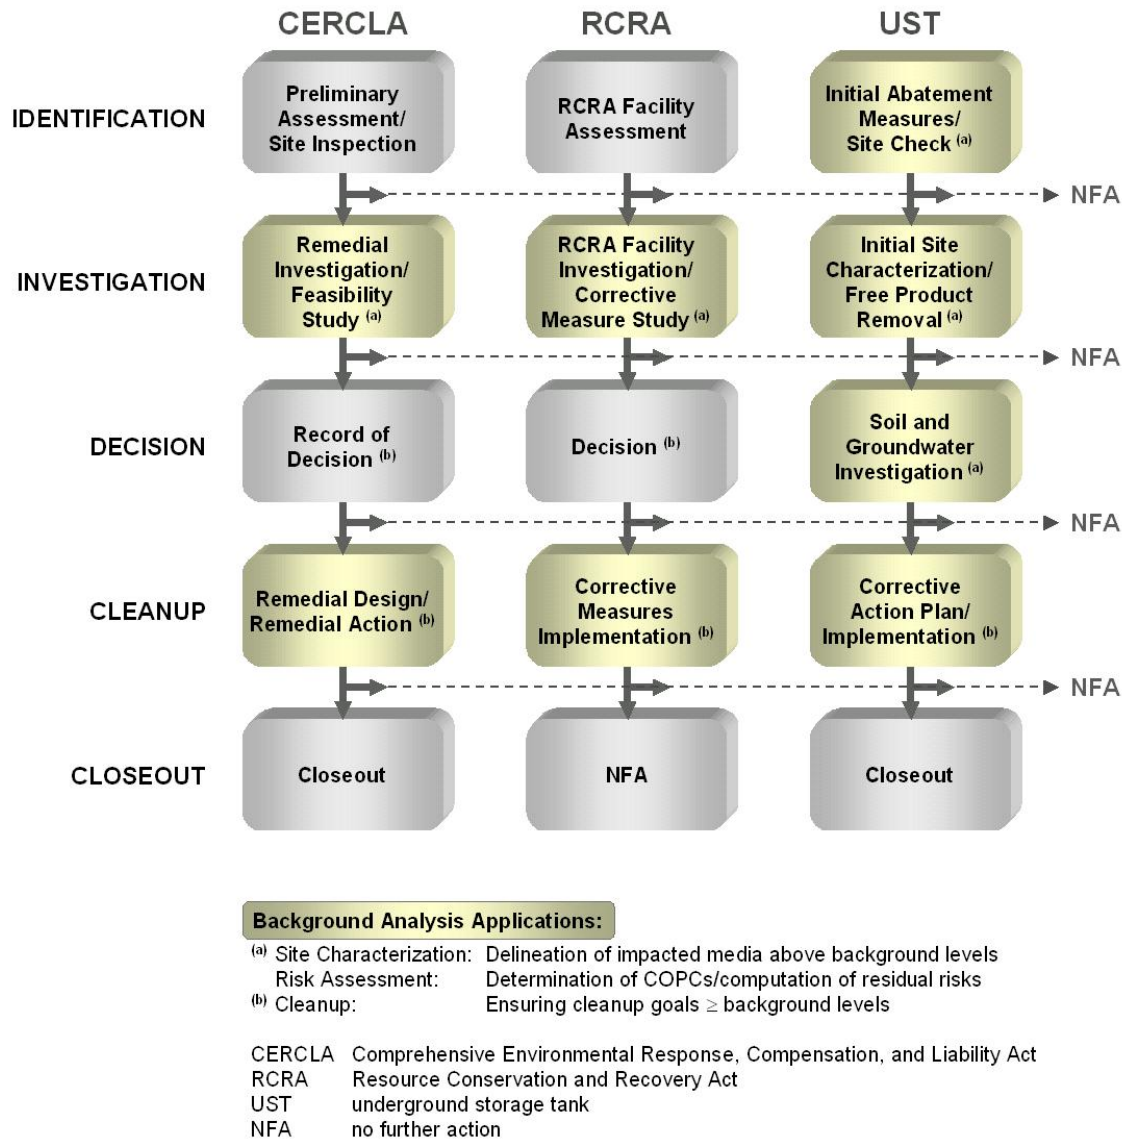 CERCLA RCRA UST
IDENTIFICATION
Preliminary
Assessment/
Site Inspection
RCRA Facility
Assessment
Initial Abatement
Measures/
Site Check (a)
NFA
INVESTIGATION
Remedial
Investigation/
Feasibility
Study (a)
RCRA Facility
Investigation/
Corrective
Measure Study (a)
Initial Site
Characterization/
Free Product
Removal (a)
NFA
DECISION
Record of
Decision (b)
Decision (b)
Soil and
Groundwater
Investigation (a)
NFA
CLEANUP
Remedial Design/
Remedial Action (b)
Corrective
Measures
Implementation (b)
Corrective
Action Plan/
Implementation (b)
NFA
CLOSEOUT
Closeout
NFA
Closeout
Background Analysis Applications:
(a) Site Characterization: Delineation of impacted media above background levels
Risk Assessment: Determination of COPCs/computation of residual risks
(b) Cleanup: Ensuring cleanup goals ≥ background levels
CERCLA Comprehensive Environmental Response, Compensation, and Liability Act
RCRA Resource Conservation and Recovery Act
UST underground storage tank
NFA no further action